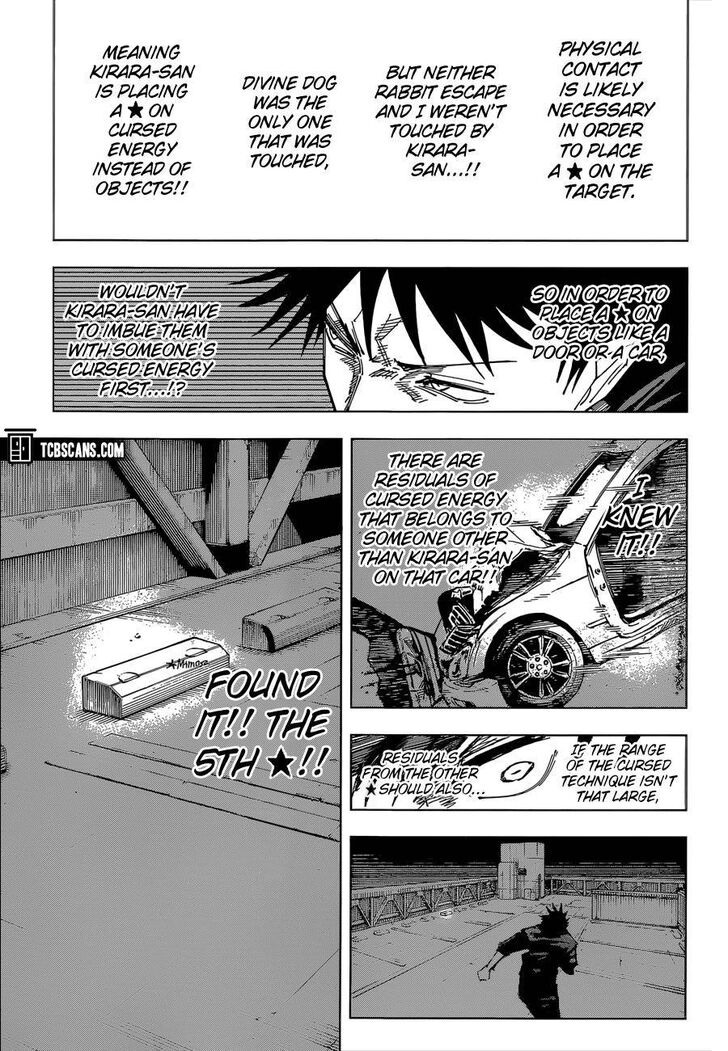 PHYSICAL
CONTACT
IS LIKELY
NECESSARY
IN ORDER
TO PLACE
A ★ ON THE
TARGET.
BUT NEITHER
RABBIT ESCAPE
AND I WEREN'T
TOUCHED BY
KIRARA-
SAN...!!
DIVINE DOG
WAS THE
ONLY ONE
THAT WAS
TOUCHED,
MEANING
KIRARA-SAN
IS PLACING
A ★ ON
CURSED
ENERGY
INSTEAD OF
OBJECTS!!
SO IN ORDER TO
PLACE A ★ ON
OBJECTS LIKE A
DOOR OR A CAR,
WOULDN'T
KIRARA-SAN HAVE
TO IMBUE THEM
WITH SOMEONE'S
CURSED ENERGY
FIRST....!?
TCBSCANS.COM
I
KNEW
IT!!
THERE ARE
RESIDUALS OF
CURSED ENERGY
THAT BELONGS TO
SOMEONE OTHER
THAN KIRARA-SAN
ON THAT CAR!!
IF THE RANGE
OF THE CURSED
TECHNIQUE ISN'T
THAT LARGE,
RESIDUALS
FROM THE OTHER
★ SHOULD ALSO...
★MIMOSA
FOUND
IT!! THE
5TH ★!!